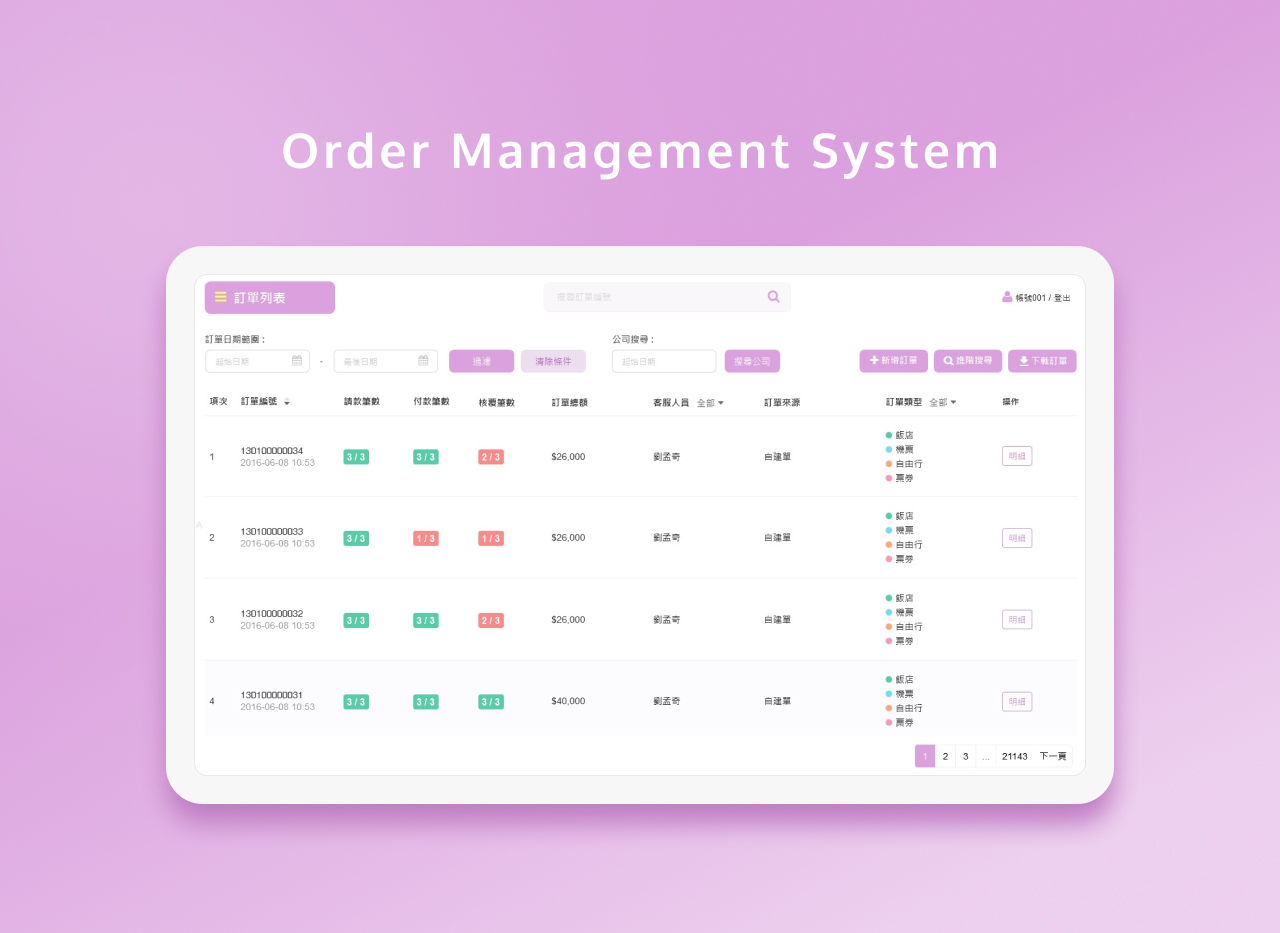 Order Management System
訂單列表
搜尋訂單編號
帳號001 / 登出
訂單日期範圍：
公司搜尋：
起始日期 - 最後日期 過濾 清除條件 起始日期 搜尋公司 新增訂單 進階搜尋 下載訂單
項次 訂單編號 請款筆數 付款筆數 核覆筆數 訂單總額 客服人員 全部 訂單來源 訂單類型 全部 操作
1 130100000034 2016-06-08 10:53 3 / 3 3 / 3 2 / 3 $26,000 劉孟奇 自建單 飯店 機票 自由行 票券 明細
A
2 130100000033 2016-06-08 10:53 3 / 3 1 / 3 1 / 3 $26,000 劉孟奇 自建單 飯店 機票 自由行 票券 明細
3 130100000032 2016-06-08 10:53 3 / 3 3 / 3 2 / 3 $26,000 劉孟奇 自建單 飯店 機票 自由行 票券 明細
4 130100000031 2016-06-08 10:53 3 / 3 3 / 3 3 / 3 $40,000 劉孟奇 自建單 飯店 機票 自由行 票券 明細
1 2 3 ... 21143 下一頁